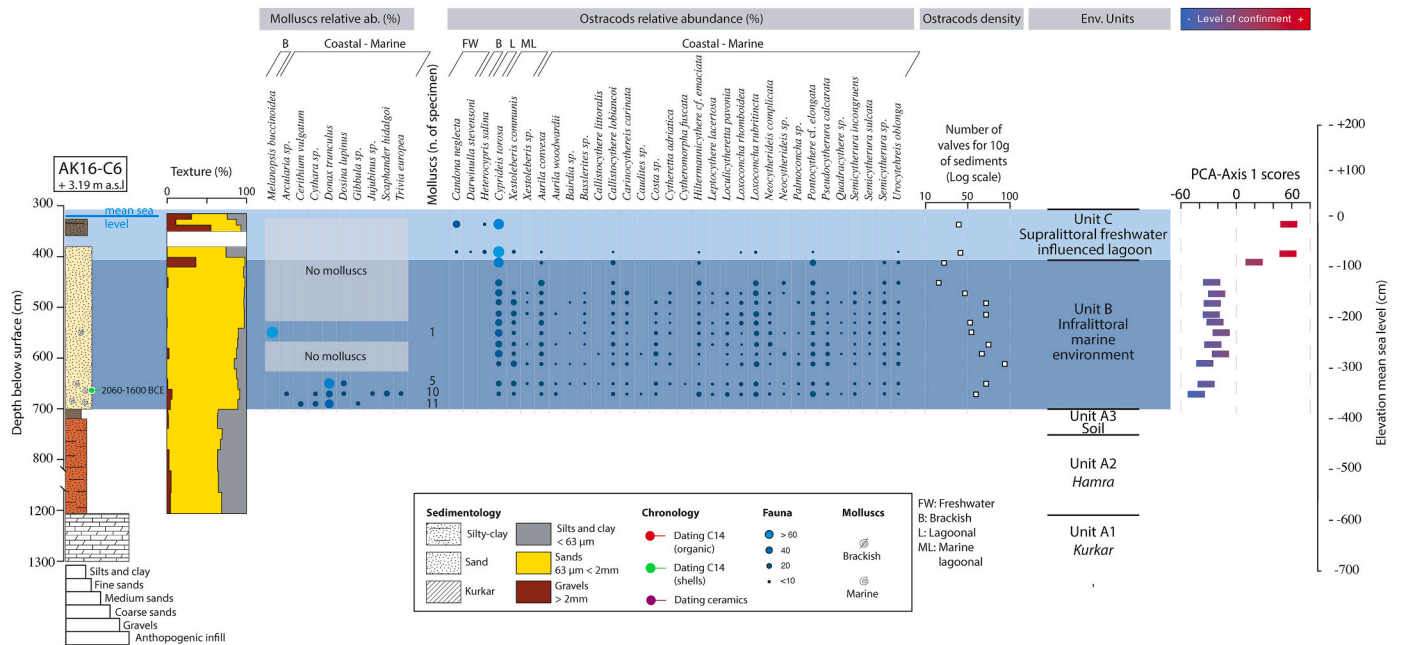 Molluscs relative ab. (%)
Ostracods relative abundance (%)
Ostracods density
Env. Units
- Level of confinment +
B
Coastal - Marine
FW
B
L
ML
Coastal - Marine
AK16-C6
+ 3.19 m a.s.l
Texture (%)
0
100
Melanopsis buccinoidea
Arcularia sp.
Cerithium vulgatum
Cythara sp.
Donax trunculus
Dosina lupinus
Gibbula sp.
Jujubinus sp.
Scaphander hidalgoi
Trivia europea
Molluscs (n. of specimen)
Candona neglecta
Darwinulla stevensoni
Heterocypris salina
Cyprideis torosa
Xestoleberis communis
Xestoleberis sp.
Aurila convexa
Aurila woodwardii
Bairdia sp.
Basslerites sp.
Callistocythere littoralis
Callistocythere lobiancoi
Carinocythereis carinata
Caudites sp.
Costa sp.
Cytheretta adriatica
Cytheromorpha fuscata
Hiltermannicythere cf. emaciata
Leptocythere lacertosa
Loculicytheretta pavonia
Loxoconcha rhomboidea
Loxoconcha rubritincta
Neocytherideis complicata
Neocytherideis sp.
Palmoconcha sp.
Pontocythere cf. elongata
Pseudocytherura calcarata
Quadracythere sp.
Semicytherura incongruens
Semicytherura sulcata
Semicytherura sp.
Urocythereis oblonga
Number of
valves for 10g
of sediments
(Log scale)
10
50
100
PCA-Axis 1 scores
-60
0
60
+200
+100
0
- -100
- -200
- -300
- -400
- -500
- -600
-700
Elevation mean sea level (cm)
Depth below surface (cm)
300
400
500
600
700
800
1200
1300
mean sea
level
2060-1600 BCE
No molluscs
No molluscs
1
5
10
11
Unit C
Supralittoral freshwater
influenced lagoon
Unit B
Infralittoral
marine
environment
Unit A3
Soil
Unit A2
Hamra
Unit A1
Kurkar
Silts and clay
Fine sands
Medium sands
Coarse sands
Gravels
Anthopogenic infill
Sedimentology
Silty-clay
Sand
Kurkar
Silts and clay
< 63 µm
Sands
63 µm < 2mm
Gravels
> 2mm
Chronology
Dating C14
(organic)
Dating C14
(shells)
Dating ceramics
Fauna
> 60
40
20
<10
Molluscs
Brackish
Marine
FW: Freshwater
B: Brackish
L: Lagoonal
ML: Marine
lagoonal